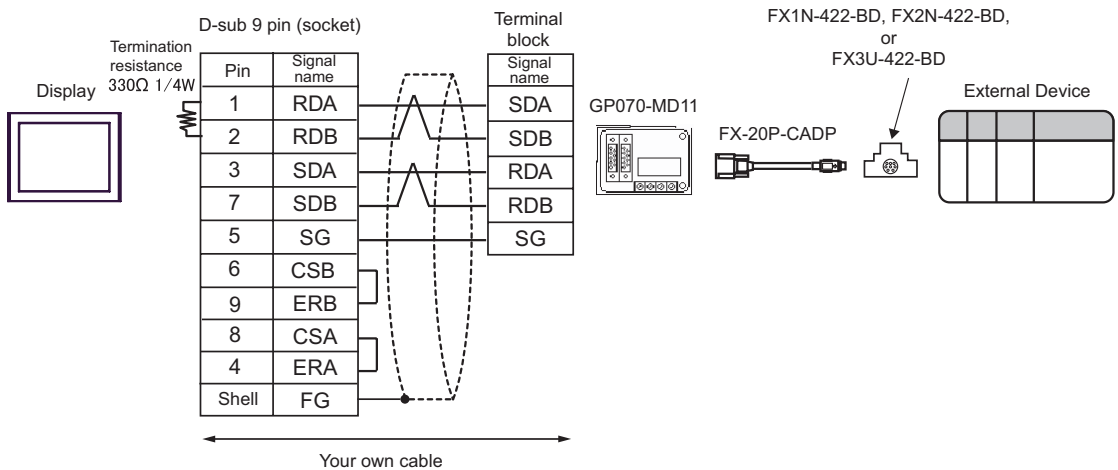 D-sub 9 pin (socket)
Terminal
block
FX1N-422-BD, FX2N-422-BD,
or
FX3U-422-BD
Termination
resistance
330Ω 1/4W
Display
Pin
Signal
name
1
RDA
2
RDB
3
SDA
7
SDB
5
SG
6
CSB
9
ERB
8
CSA
4
ERA
Shell
FG
Signal
name
SDA
SDB
RDA
RDB
SG
GP070-MD11
FX-20P-CADP
External Device
Your own cable